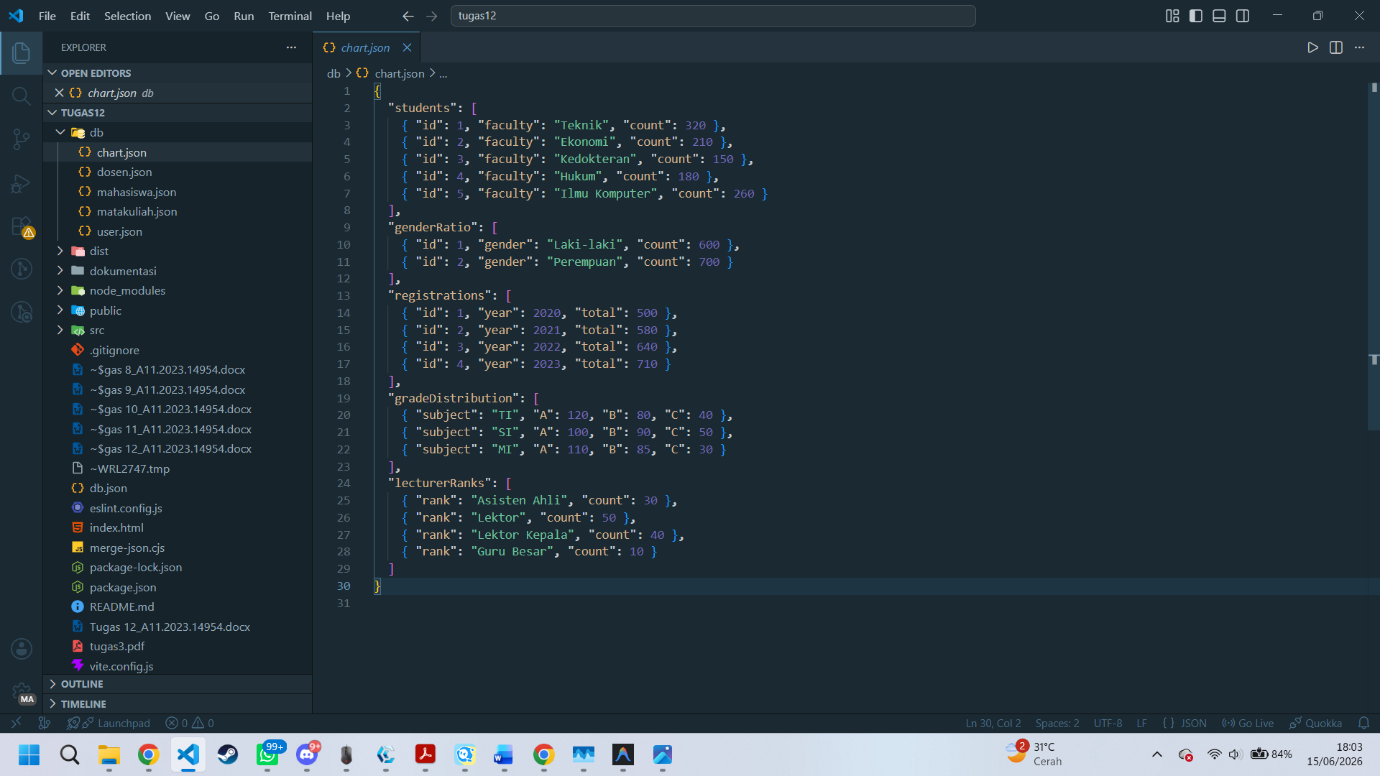 File Edit Selection View Go Run Terminal Help
tugas12
EXPLORER
OPEN EDITORS
chart.json db
TUGAS12
db
chart.json
dosen.json
mahasiswa.json
matakuliah.json
user.json
dist
dokumentasi
node_modules
public
src
.gitignore
~$gas 8_A11.2023.14954.docx
~$gas 9_A11.2023.14954.docx
~$gas 10_A11.2023.14954.docx
~$gas 11_A11.2023.14954.docx
~$gas 12_A11.2023.14954.docx
~WRL2747.tmp
db.json
eslint.config.js
index.html
merge-json.cjs
package-lock.json
package.json
README.md
Tugas 12_A11.2023.14954.docx
tugas3.pdf
vite.config.js
OUTLINE
TIMELINE
MA
chart.json
db > chart.json > ...
1 {
2 "students": [
3 { "id": 1, "faculty": "Teknik", "count": 320 },
4 { "id": 2, "faculty": "Ekonomi", "count": 210 },
5 { "id": 3, "faculty": "Kedokteran", "count": 150 },
6 { "id": 4, "faculty": "Hukum", "count": 180 },
7 { "id": 5, "faculty": "Ilmu Komputer", "count": 260 }
8 ],
9 "genderRatio": [
10 { "id": 1, "gender": "Laki-laki", "count": 600 },
11 { "id": 2, "gender": "Perempuan", "count": 700 }
12 ],
13 "registrations": [
14 { "id": 1, "year": 2020, "total": 500 },
15 { "id": 2, "year": 2021, "total": 580 },
16 { "id": 3, "year": 2022, "total": 640 },
17 { "id": 4, "year": 2023, "total": 710 }
18 ],
19 "gradeDistribution": [
20 { "subject": "TI", "A": 120, "B": 80, "C": 40 },
21 { "subject": "SI", "A": 100, "B": 90, "C": 50 },
22 { "subject": "MI", "A": 110, "B": 85, "C": 30 }
23 ],
24 "lecturerRanks": [
25 { "rank": "Asisten Ahli", "count": 30 },
26 { "rank": "Lektor", "count": 50 },
27 { "rank": "Lektor Kepala", "count": 40 },
28 { "rank": "Guru Besar", "count": 10 }
29 ]
30 }
31
Launchpad 0 0 Ln 30, Col 2 Spaces: 2 UTF-8 LF {} JSON Go Live Quokka
99+ 9+ 2 31°C 84% 18:03
Cerah 15/06/2026